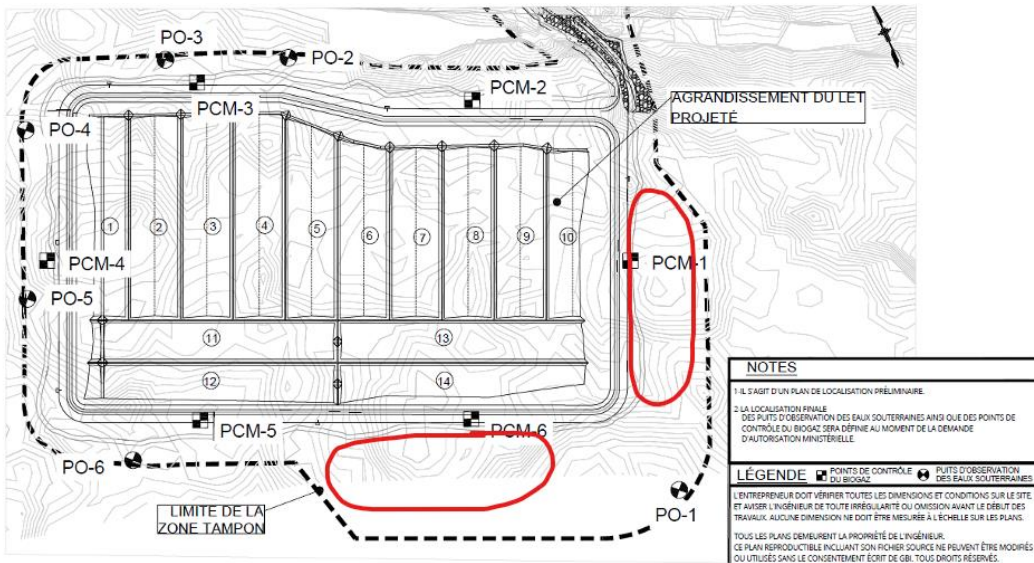 PO-3
PO-2
PCM-2
PCM-3
AGRANDISSEMENT DU LET
PROJETÉ
PO-4
1
2
3
4
5
6
7
8
9
10
PCM-4
PCM-1
PO-5
11
13
12
14
PCM-5
PCM-6
PO-6
PO-1
LIMITE DE LA
ZONE TAMPON
NOTES
1-IL S'AGIT D'UN PLAN DE LOCALISATION PRÉLIMINAIRE.
2-LA LOCALISATION FINALE
DES PUITS D'OBSERVATION DES EAUX SOUTERRAINES AINSI QUE DES POINTS DE
CONTRÔLE DU BIOGAZ SERA DÉFINIE AU MOMENT DE LA DEMANDE
D'AUTORISATION MINISTÉRIELLE.
LÉGENDE
POINTS DE CONTRÔLE
DU BIOGAZ
PUITS D'OBSERVATION
DES EAUX SOUTERRAINES
L'ENTREPRENEUR DOIT VÉRIFIER TOUTES LES DIMENSIONS ET CONDITIONS SUR LE SITE,
ET AVISER L'INGÉNIEUR DE TOUTE IRRÉGULARITÉ OU OMISSION AVANT LE DÉBUT DES
TRAVAUX. AUCUNE DIMENSION NE DOIT ÊTRE MESURÉE À L'ÉCHELLE SUR LES PLANS.
TOUS LES PLANS DEMEURENT LA PROPRIÉTÉ DE L'INGÉNIEUR.
CE PLAN REPRODUCTIBLE INCLUANT SON FICHIER SOURCE NE PEUVENT ÊTRE MODIFIÉS
OU UTILISÉS SANS LE CONSENTEMENT ÉCRIT DE GBI. TOUS DROITS RÉSERVÉS.